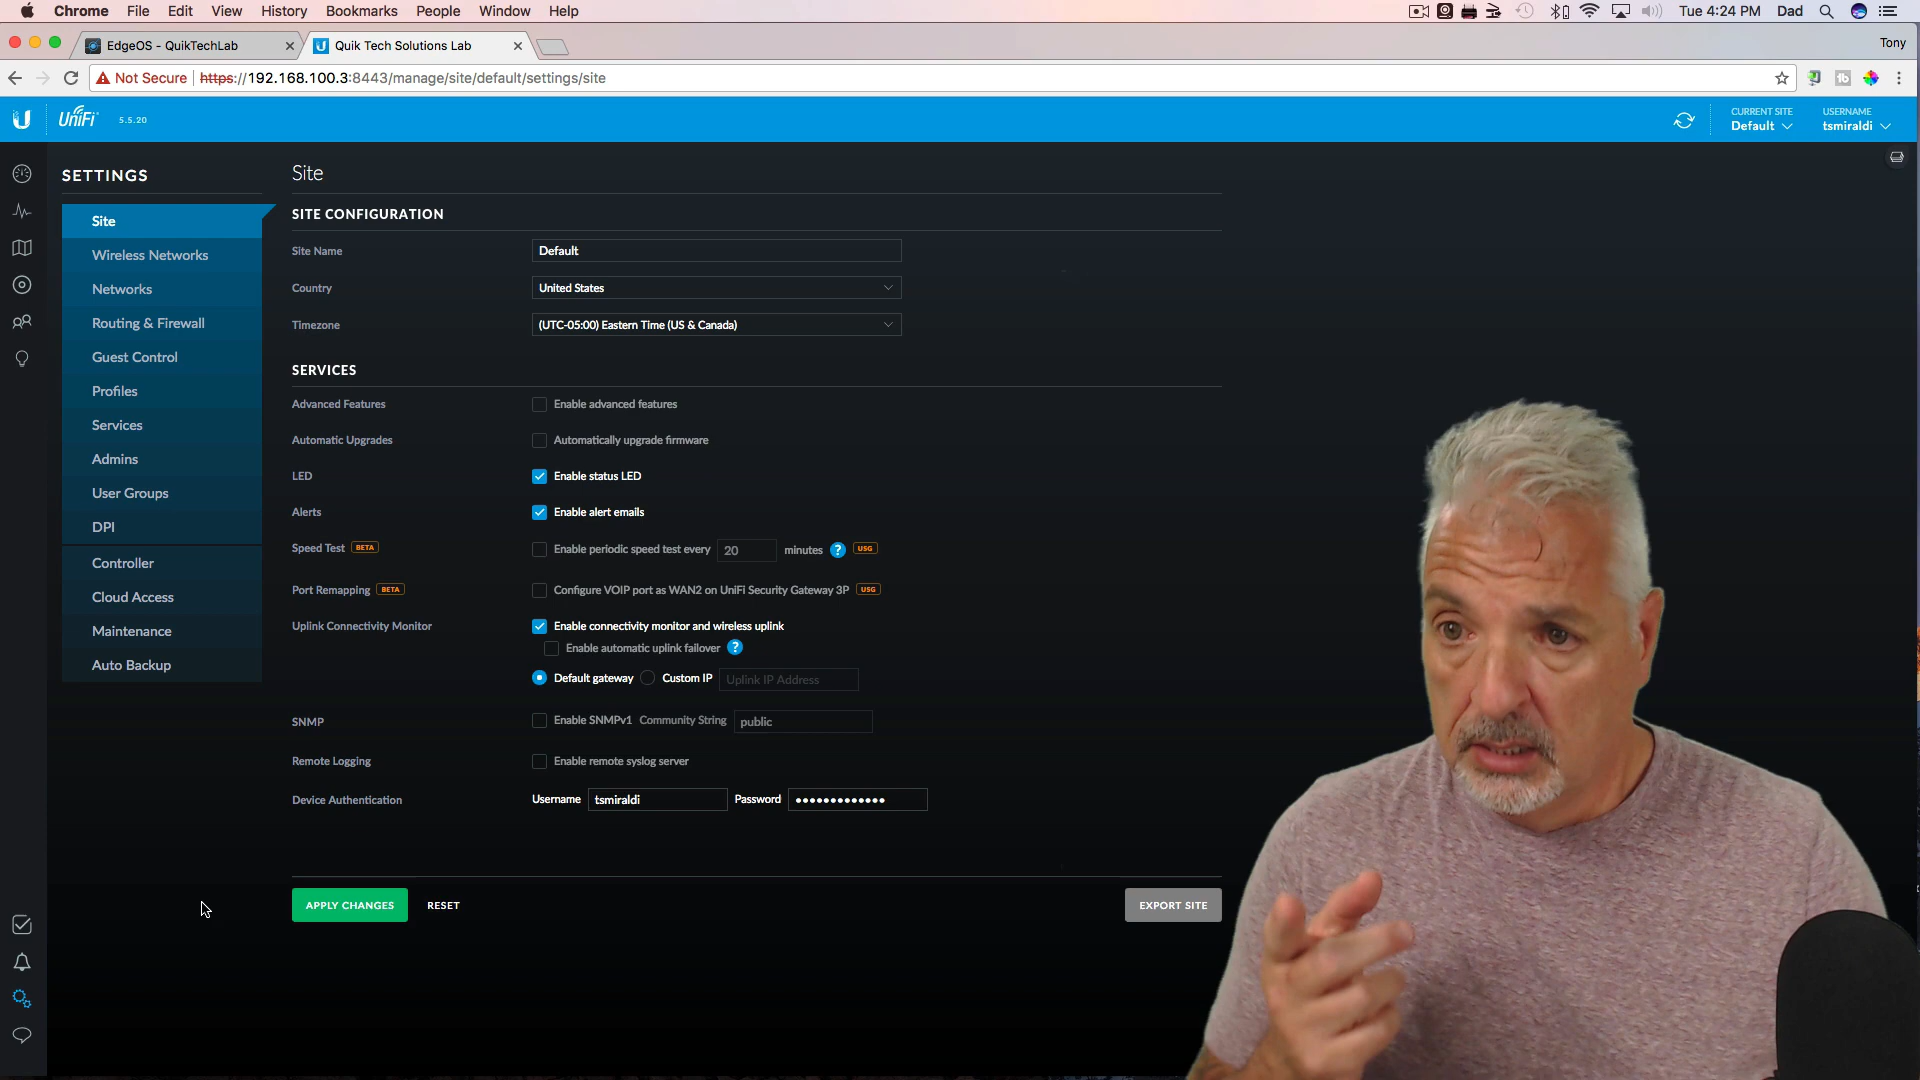 Chrome File Edit View History Bookmarks People Window Help Tue 4:24 PM Dad
EdgeOS - QuikTechLab Quik Tech Solutions Lab Tony
Not Secure https://192.168.100.3:8443/manage/site/default/settings/site
UniFi 5.5.20 CURRENT SITE USERNAME
Default tsmiraldi
SETTINGS
Site
Wireless Networks
Networks
Routing & Firewall
Guest Control
Profiles
Services
Admins
User Groups
DPI
Controller
Cloud Access
Maintenance
Auto Backup
Site
SITE CONFIGURATION
Site Name Default
Country United States
Timezone (UTC-05:00) Eastern Time (US & Canada)
SERVICES
Advanced Features Enable advanced features
Automatic Upgrades Automatically upgrade firmware
LED Enable status LED
Alerts Enable alert emails
Speed Test BETA Enable periodic speed test every 20 minutes ? USG
Port Remapping BETA Configure VOIP port as WAN2 on UniFi Security Gateway 3P USG
Uplink Connectivity Monitor Enable connectivity monitor and wireless uplink
Enable automatic uplink failover ?
Default gateway Custom IP Uplink IP Address
SNMP Enable SNMPv1 Community String public
Remote Logging Enable remote syslog server
Device Authentication Username tsmiraldi Password •••••••••••••
APPLY CHANGES RESET EXPORT SITE